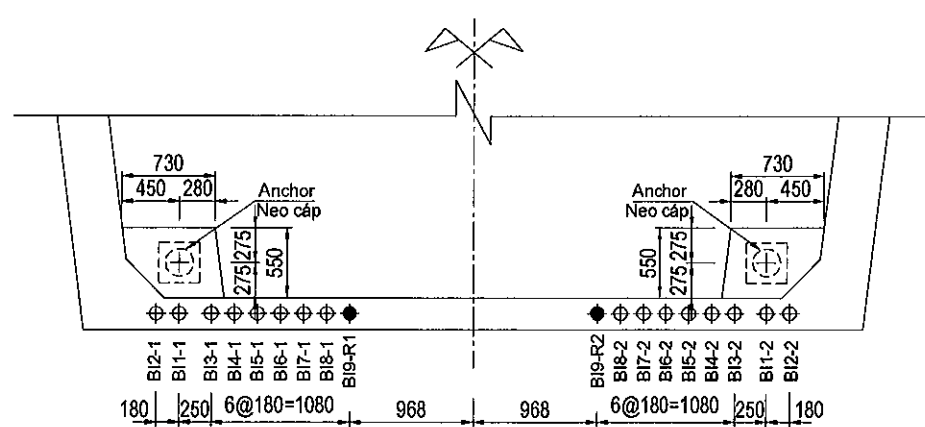 730
450 280
Anchor
Neo cáp
275
275
550
730
280 450
Anchor
Neo cáp
275
275
550
BI2-1 BI1-1 BI3-1 BI4-1 BI5-1 BI6-1 BI7-1 BI8-1 BI9-R1
BI9-R2 BI8-2 BI7-2 BI6-2 BI5-2 BI4-2 BI3-2 BI1-2 BI2-2
180 250 6@180=1080 968 968 6@180=1080 250 180